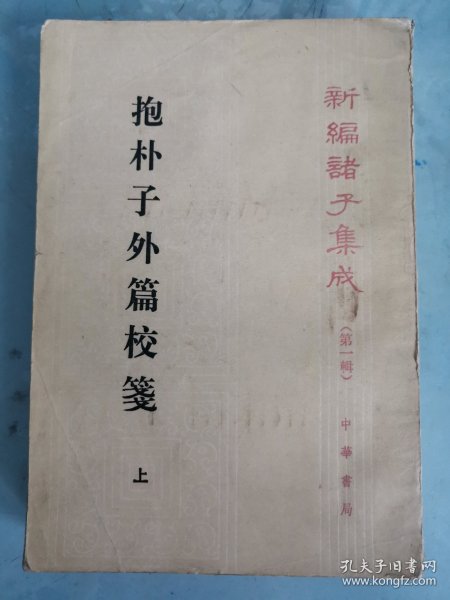 新編諸子集成
(第一輯)
中華書局
抱朴子外篇校箋
上
孔夫子旧书网
www.kongfz.com